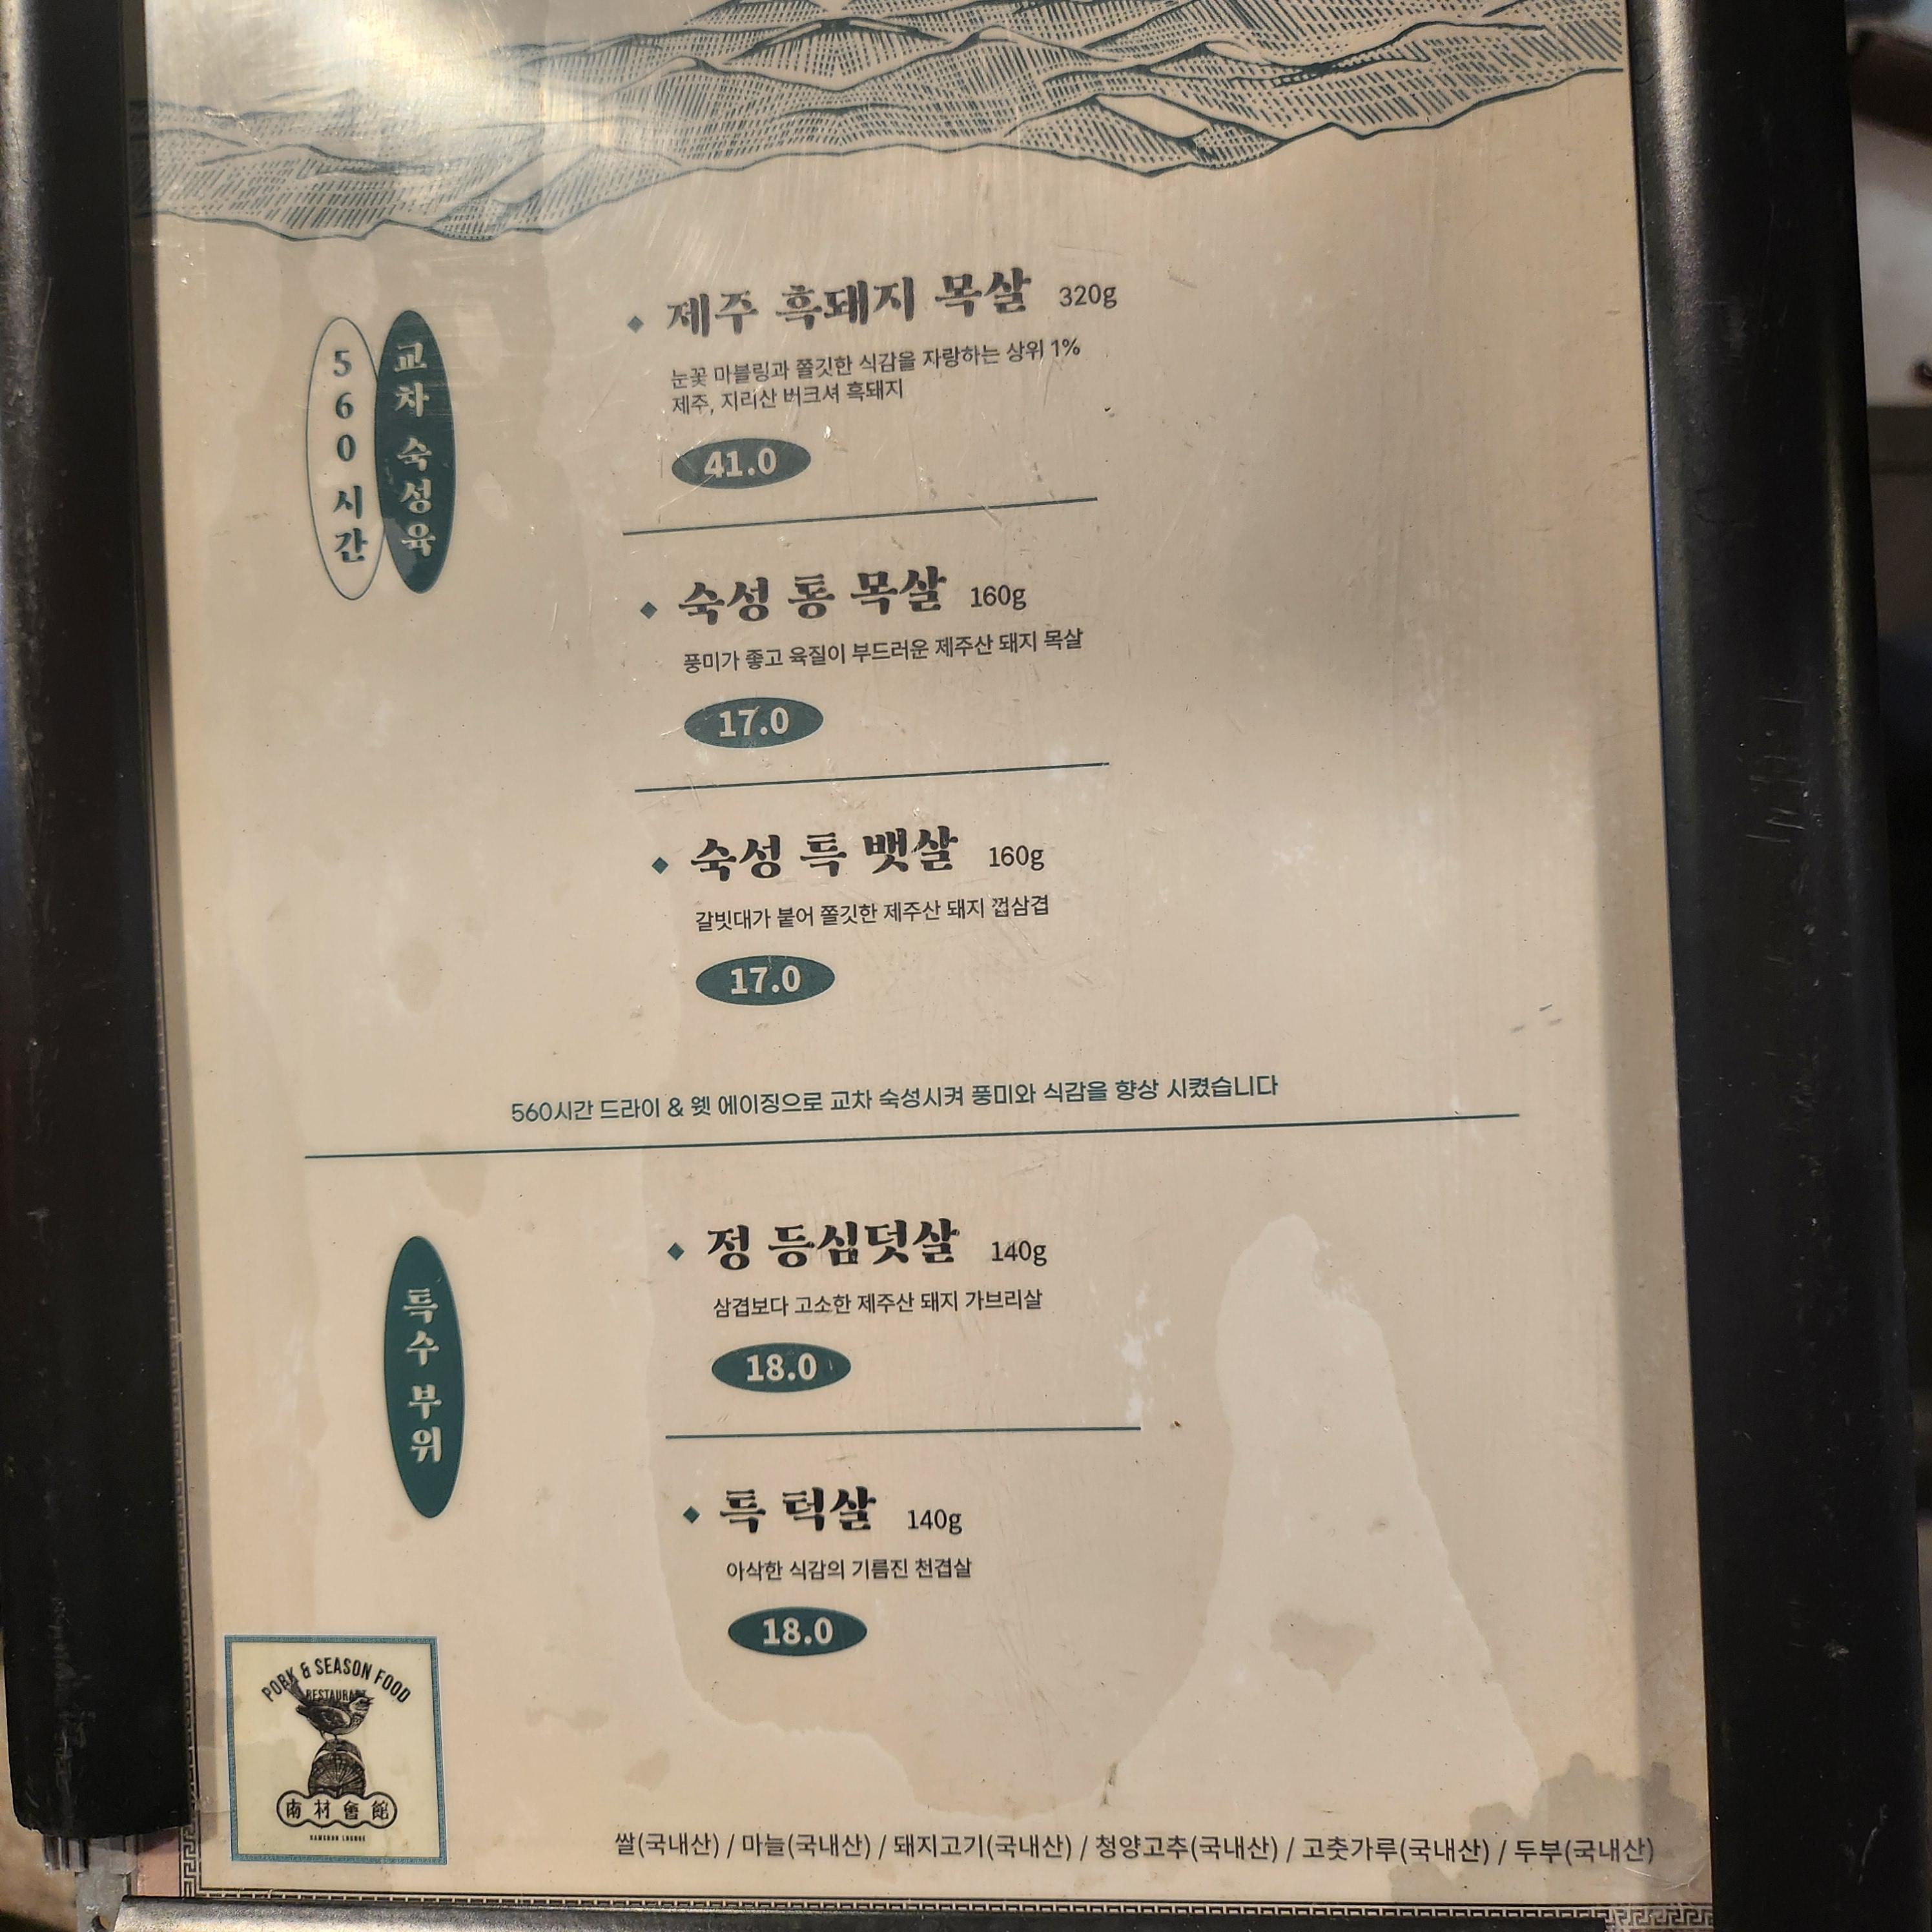 560 시간
교차 숙성육
제주 흑돼지 목살 320g
눈꽃 마블링과 쫄깃한 식감을 자랑하는 상위 1%
제주, 지리산 버크셔 흑돼지
41.0
숙성 통 목살 160g
풍미가 좋고 육질이 부드러운 제주산 돼지 목살
17.0
숙성 특 뱃살 160g
갈빗대가 붙어 쫄깃한 제주산 돼지 껍삼겹
17.0
560시간 드라이 & 웻 에이징으로 교차 숙성시켜 풍미와 식감을 향상 시켰습니다
특수 부위
정 등심덧살 140g
삼겹보다 고소한 제주산 돼지 가브리살
18.0
특 턱살 140g
아삭한 식감의 기름진 천겹살
18.0
PORK & SEASON FOOD
RESTAURANT
南村會館
쌀(국내산) / 마늘(국내산) / 돼지고기(국내산) / 청양고추(국내산) / 고춧가루(국내산) / 두부(국내산)